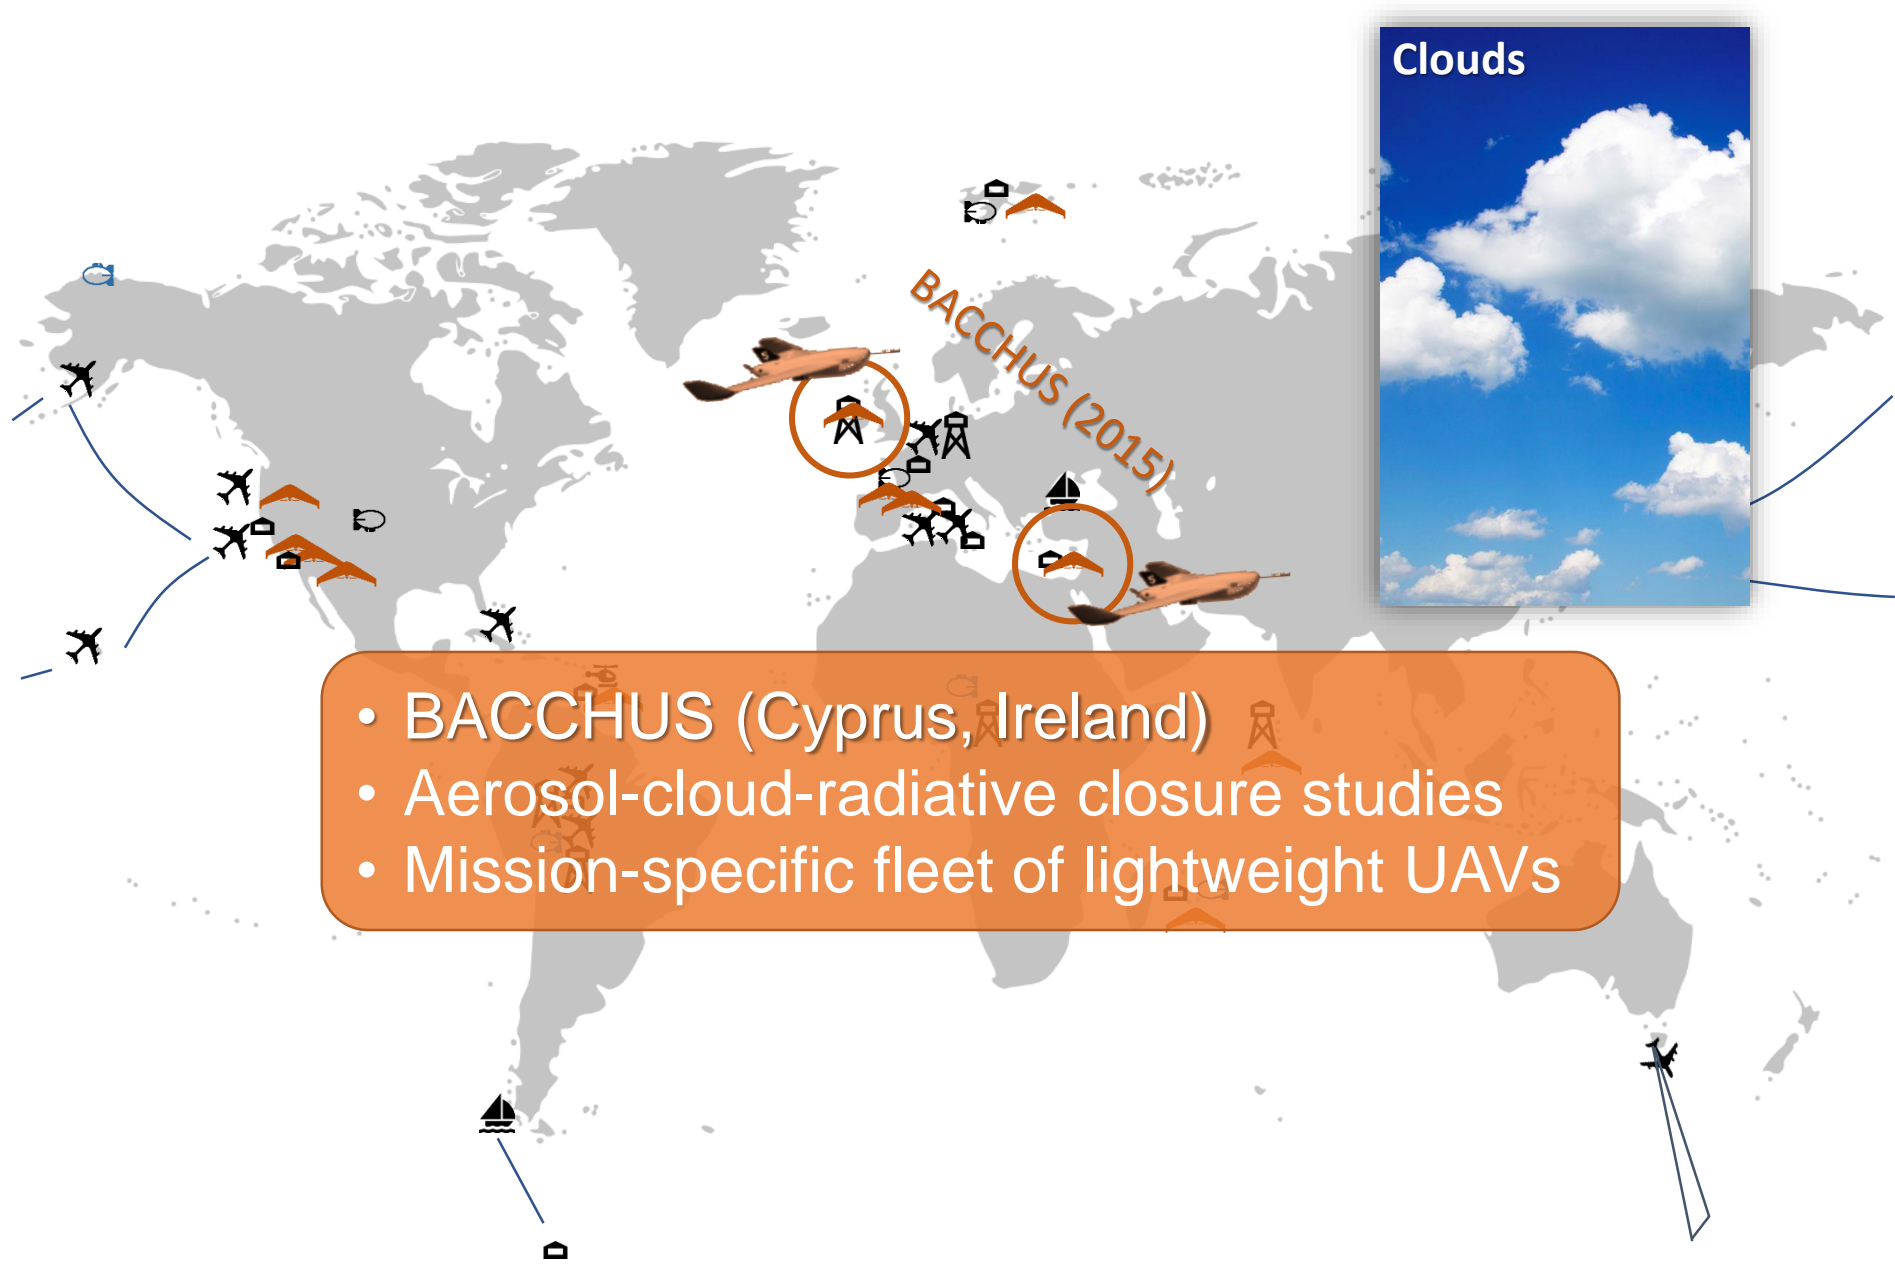 Clouds
BACCHUS (2015)
• BACCHUS (Cyprus, Ireland)
• Aerosol-cloud-radiative closure studies
• Mission-specific fleet of lightweight UAVs